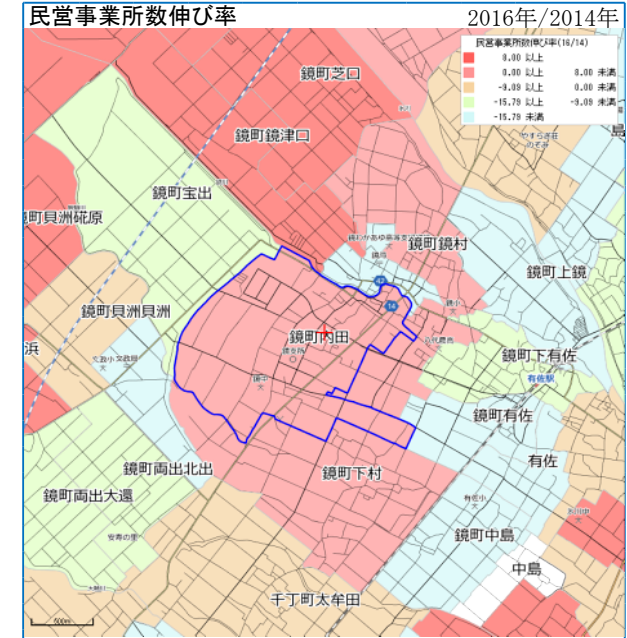 民営事業所数伸び率 2016年/2014年
民営事業所数伸び率(16/14)
8.00 以上
0.00 以上 8.00 未満
-9.09 以上 0.00 未満
-15.79 以上 -9.09 未満
-15.79 未満
鏡町芝口
鏡町鏡津口
鏡町宝出
町貝洲硴原
鏡町鏡村
鏡町上鏡
鏡町貝洲貝洲
浜
鏡町内田
鏡町下有佐
有佐駅
鏡町有佐
有佐
鏡町両出北出
鏡町下村
鏡町両出大還
有佐小
鏡町中島
中島
千丁町太牟田
500m